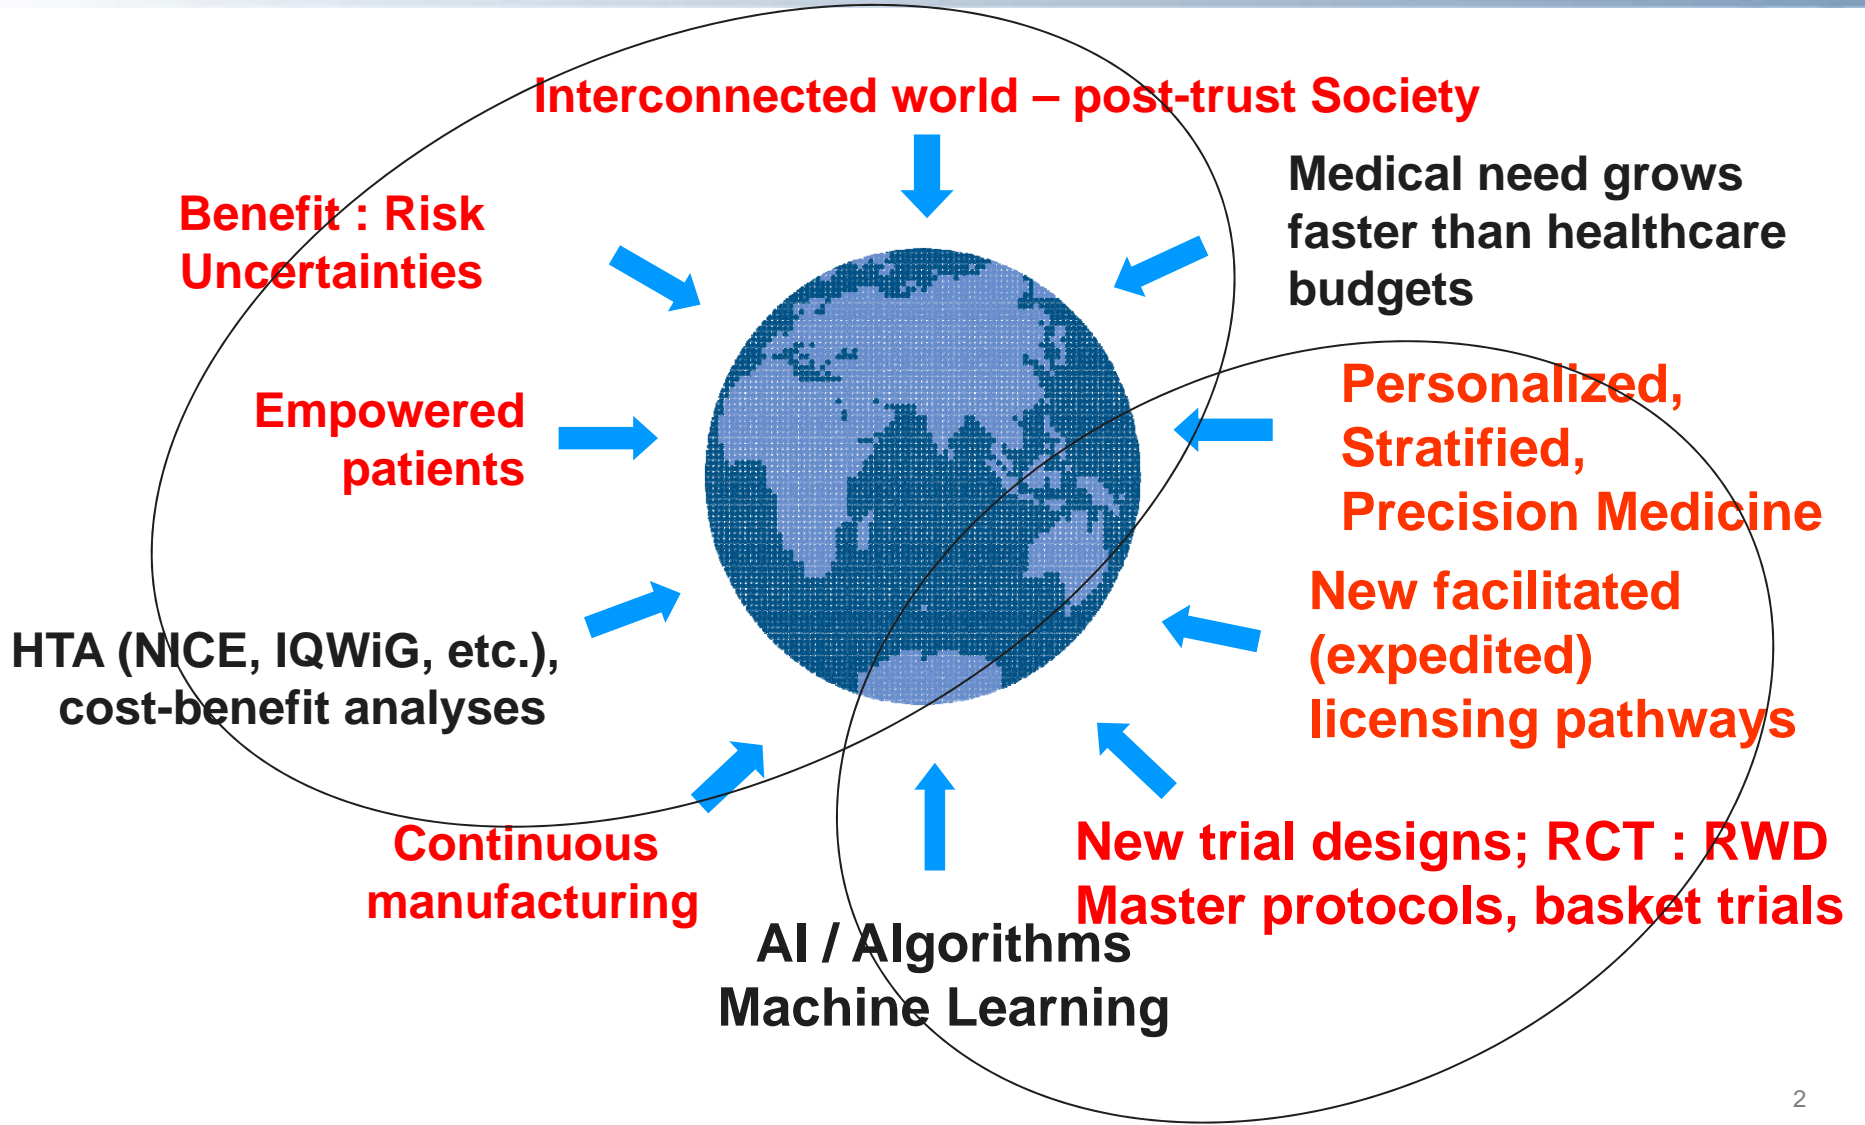 Interconnected world – post-trust Society
Benefit : Risk
Uncertainties
Medical need grows
faster than healthcare
budgets
Empowered
patients
Personalized,
Stratified,
Precision Medicine
HTA (NICE, IQWiG, etc.),
cost-benefit analyses
New facilitated
(expedited)
licensing pathways
Continuous
manufacturing
AI / Algorithms
Machine Learning
New trial designs; RCT : RWD
Master protocols, basket trials
2